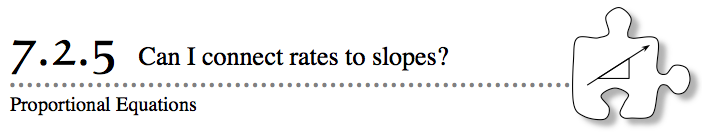 7.2.5 Can I connect rates to slopes?
Proportional Equations